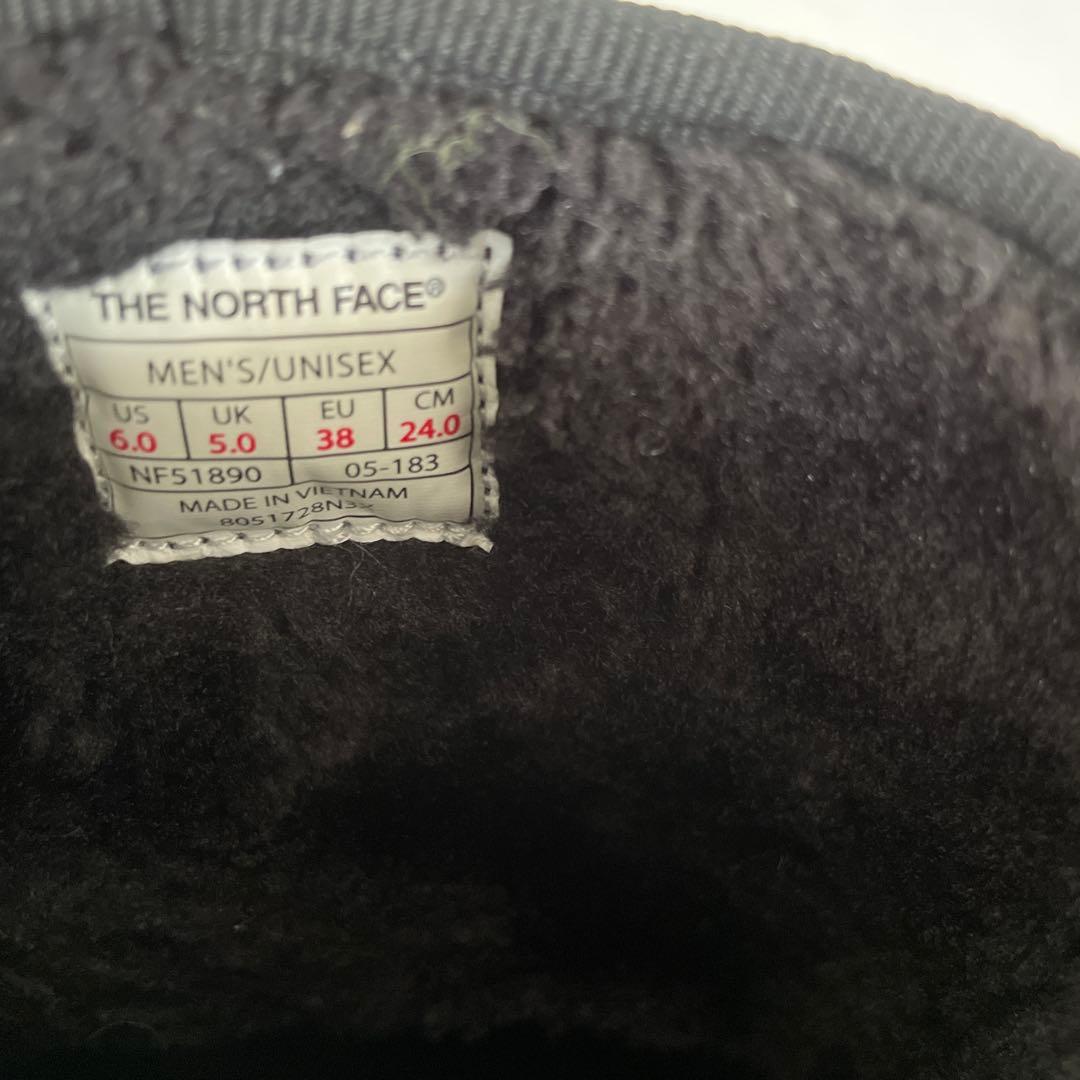 THE NORTH FACE®
MEN'S/UNISEX
US UK EU CM
6.0 5.0 38 24.0
NF51890 05-183
MADE IN VIETNAM